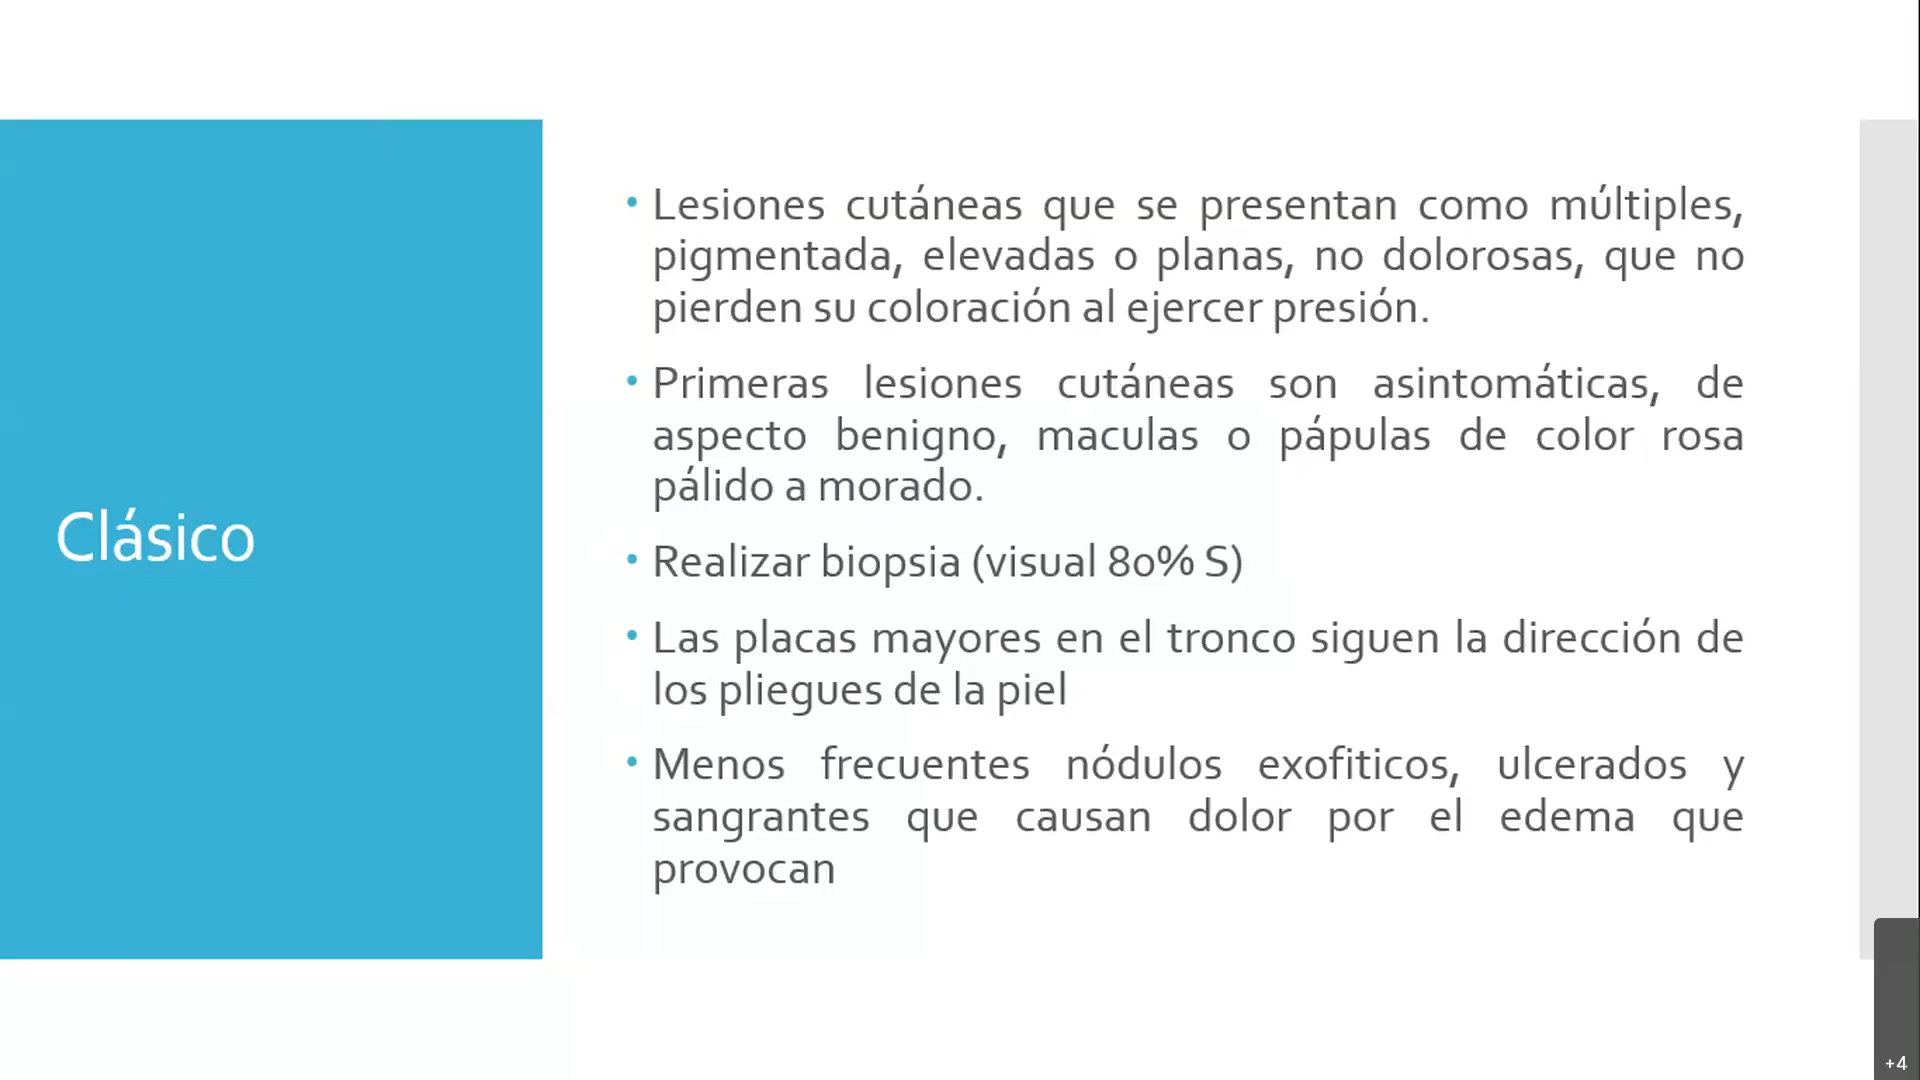 Clásico
• Lesiones cutáneas que se presentan como múltiples,
pigmentada, elevadas o planas, no dolorosas, que no
pierden su coloración al ejercer presión.
• Primeras lesiones cutáneas son asintomáticas, de
aspecto benigno, maculas o pápulas de color rosa
pálido a morado.
• Realizar biopsia (visual 80% S)
• Las placas mayores en el tronco siguen la dirección de
los pliegues de la piel
• Menos frecuentes nódulos exofiticos, ulcerados y
sangrantes que causan dolor por el edema que
provocan
+4